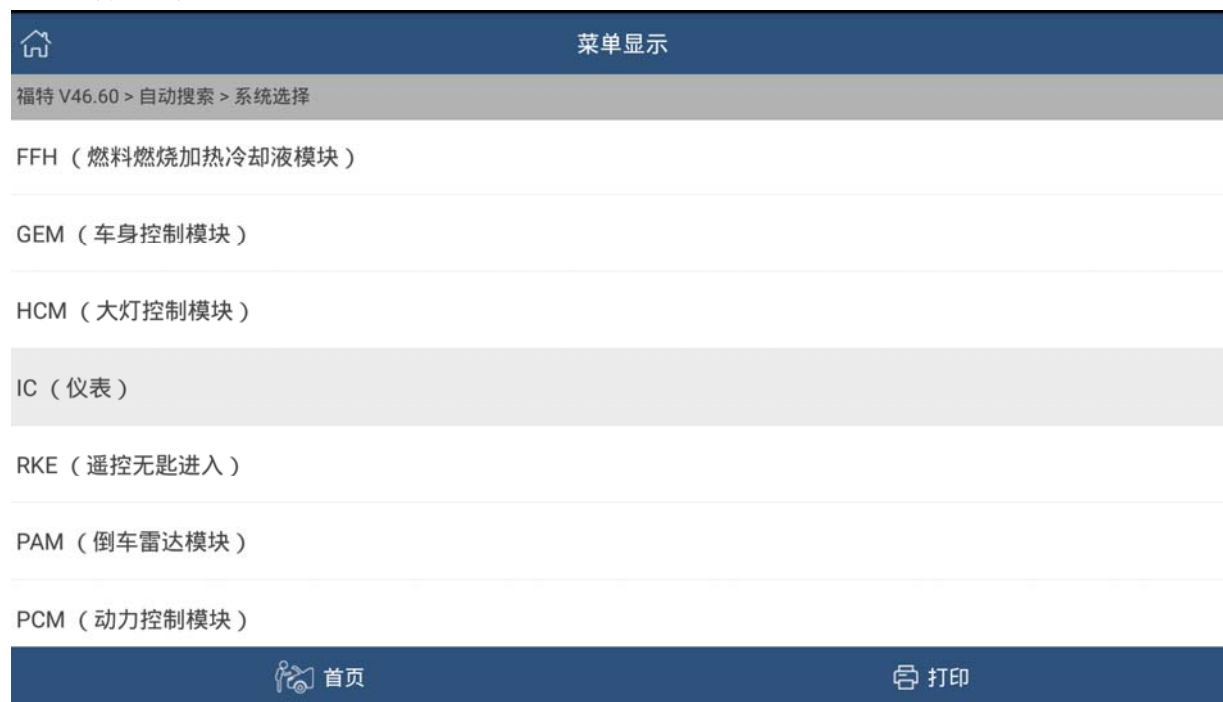 菜单显示
福特 V46.60 > 自动搜索 > 系统选择
FFH （燃料燃烧加热冷却液模块）
GEM （车身控制模块）
HCM （大灯控制模块）
IC （仪表）
RKE （遥控无匙进入）
PAM （倒车雷达模块）
PCM （动力控制模块）
首页 打印